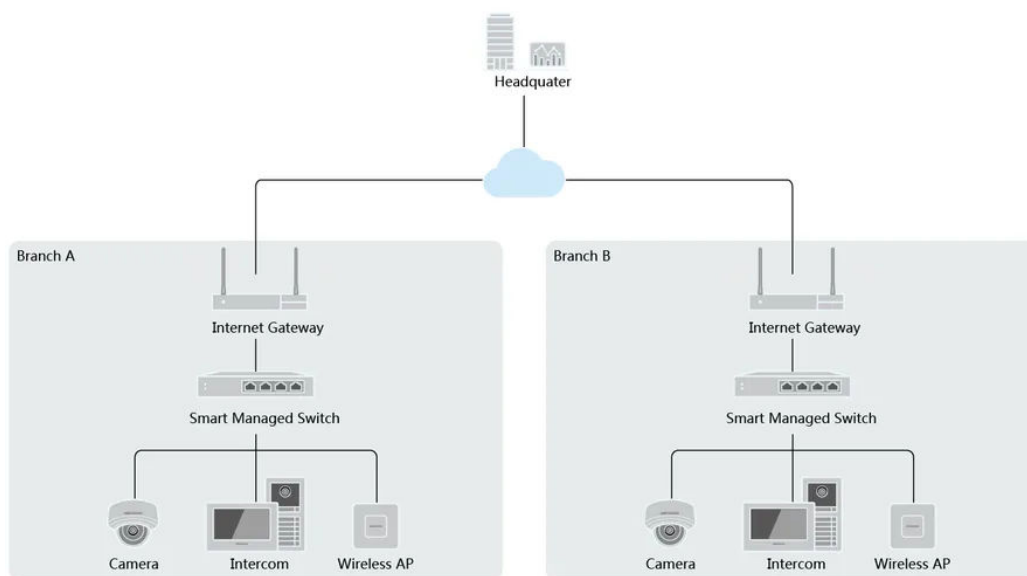 Headquater
Branch A
Branch B
Internet Gateway
Internet Gateway
Smart Managed Switch
Smart Managed Switch
Camera
Intercom
Wireless AP
Camera
Intercom
Wireless AP